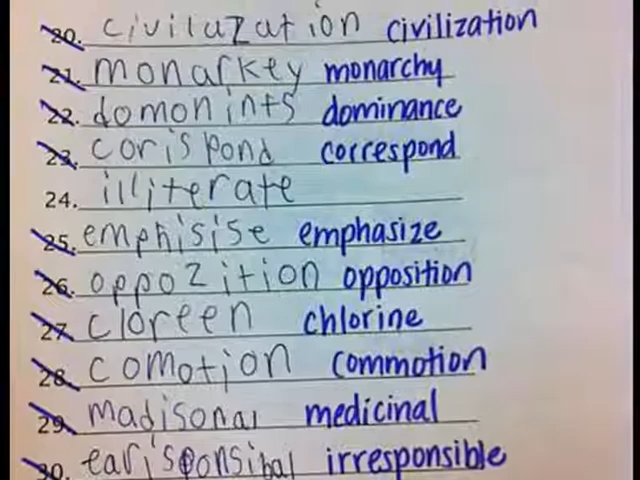 20. civilazation civilization
21. monarkey monarchy
22. domonints dominance
23. corispond correspond
24. illiterate
25. emphisise emphasize
26. oppozition opposition
27. cloreen chlorine
28. comotion commotion
29. madisonal medicinal
30. earisponsibal irresponsible